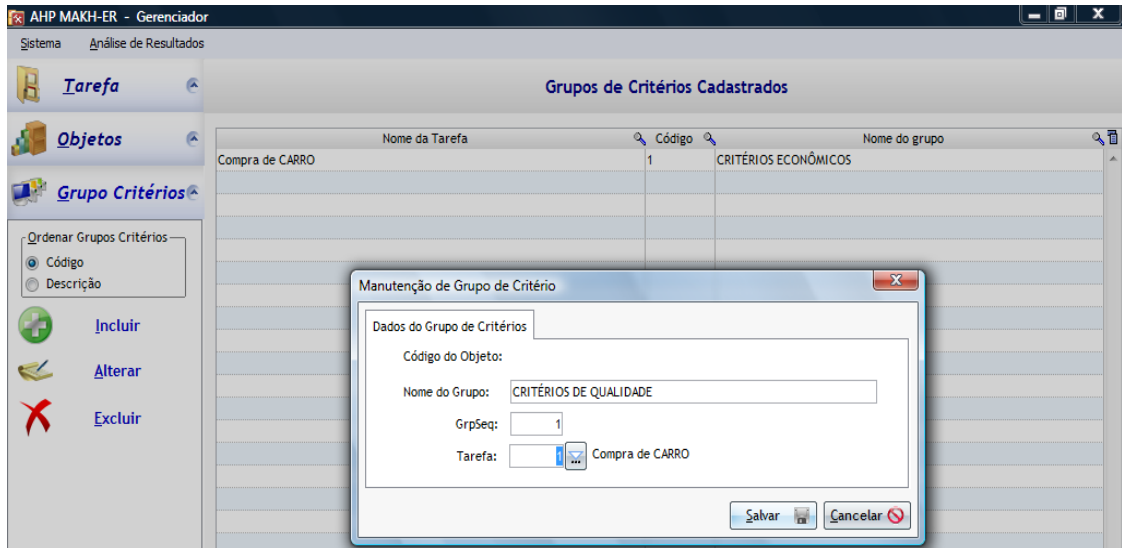 AHP MAKH-ER - Gerenciador
Sistema Análise de Resultados
Tarefa
Grupos de Critérios Cadastrados
Objetos
Nome da Tarefa Código Nome do grupo
Compra de CARRO 1 CRITÉRIOS ECONÔMICOS
Grupo Critérios
Ordenar Grupos Critérios
Código
Descrição
Incluir
Alterar
Excluir
Manutenção de Grupo de Critério
Dados do Grupo de Critérios
Código do Objeto:
Nome do Grupo: CRITÉRIOS DE QUALIDADE
GrpSeq: 1
Tarefa: 1 ... Compra de CARRO
Salvar Cancelar